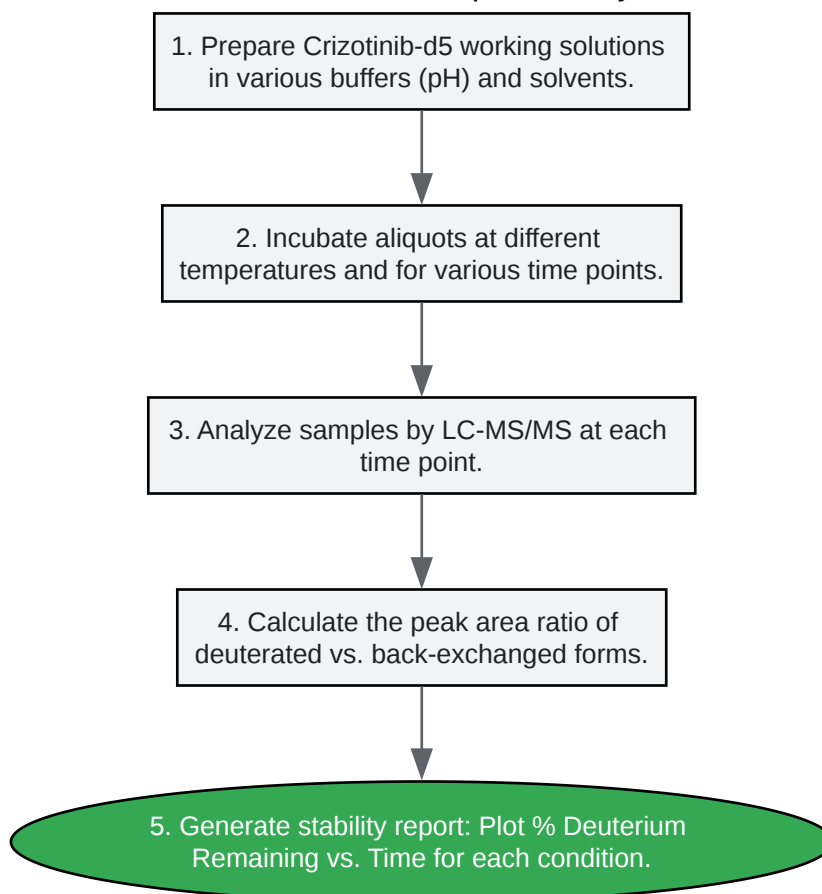 1. Prepare Crizotinib-d5 working solutions
in various buffers (pH) and solvents.
2. Incubate aliquots at different
temperatures and for various time points.
3. Analyze samples by LC-MS/MS at each
time point.
4. Calculate the peak area ratio of
deuterated vs. back-exchanged forms.
5. Generate stability report: Plot % Deuterium
Remaining vs. Time for each condition.